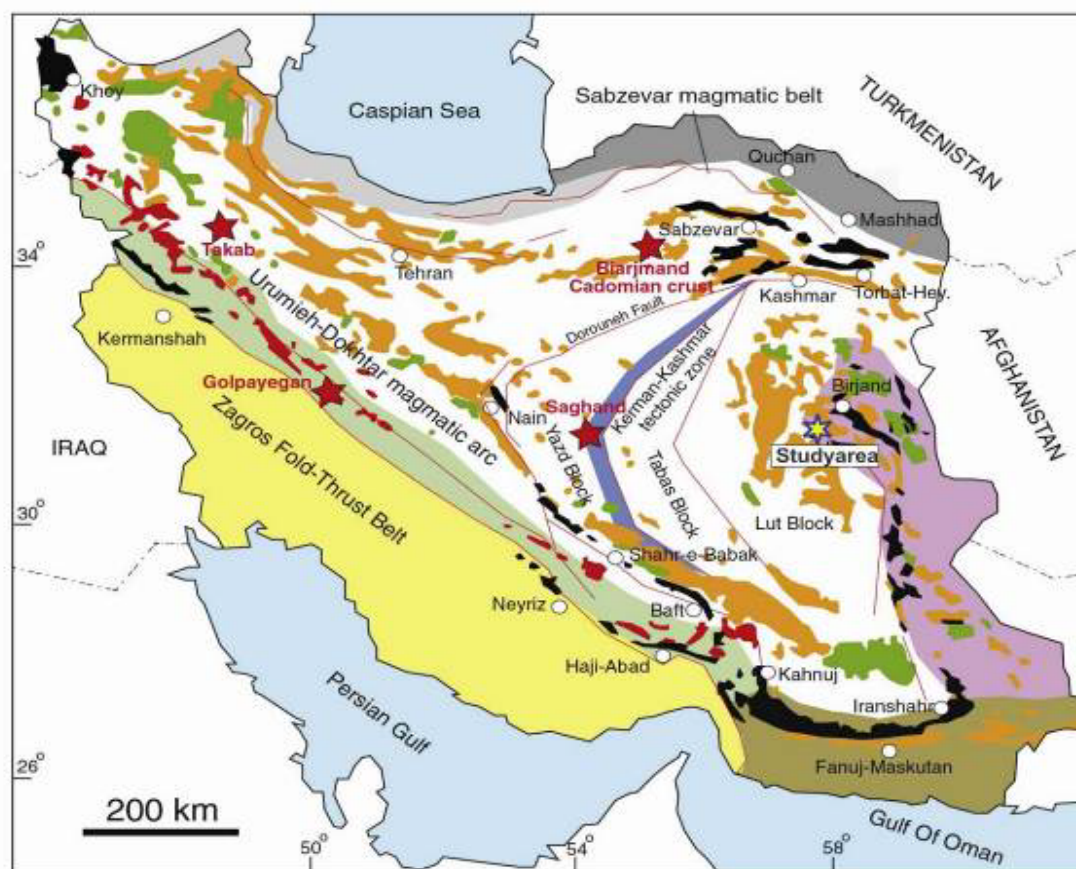 Caspian Sea
Sabzevar magmatic belt
TURKMENISTAN
Khoy
Quchan
Mashhad
Sabzevar
Takab
34°
Tehran
Biarjmand
Cadomian crust
Kashmar
Torbat-Hey.
Urumieh-Dokhtar magmatic arc
Dorouneh Fault
Kermanshah
Kerman-Kashmar
tectonic zone
AFGHANISTAN
Golpayegan
Birjand
Nain
Saghand
Studyarea
IRAQ
Zagros Fold-Thrust Belt
Yazd Block
Tabas Block
Lut Block
30°
Shahr-e-Babak
Neyriz
Baft
Haji-Abad
Kahnuj
Iranshahr
Persian Gulf
26°
Fanuj-Maskutan
200 km
Gulf Of Oman
50°
54°
58°